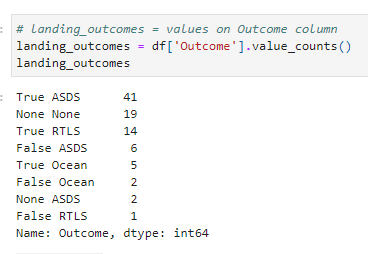 # landing_outcomes = values on Outcome column
landing_outcomes = df['Outcome'].value_counts()
landing_outcomes
True ASDS 41
None None 19
True RTLS 14
False ASDS 6
True Ocean 5
False Ocean 2
None ASDS 2
False RTLS 1
Name: Outcome, dtype: int64